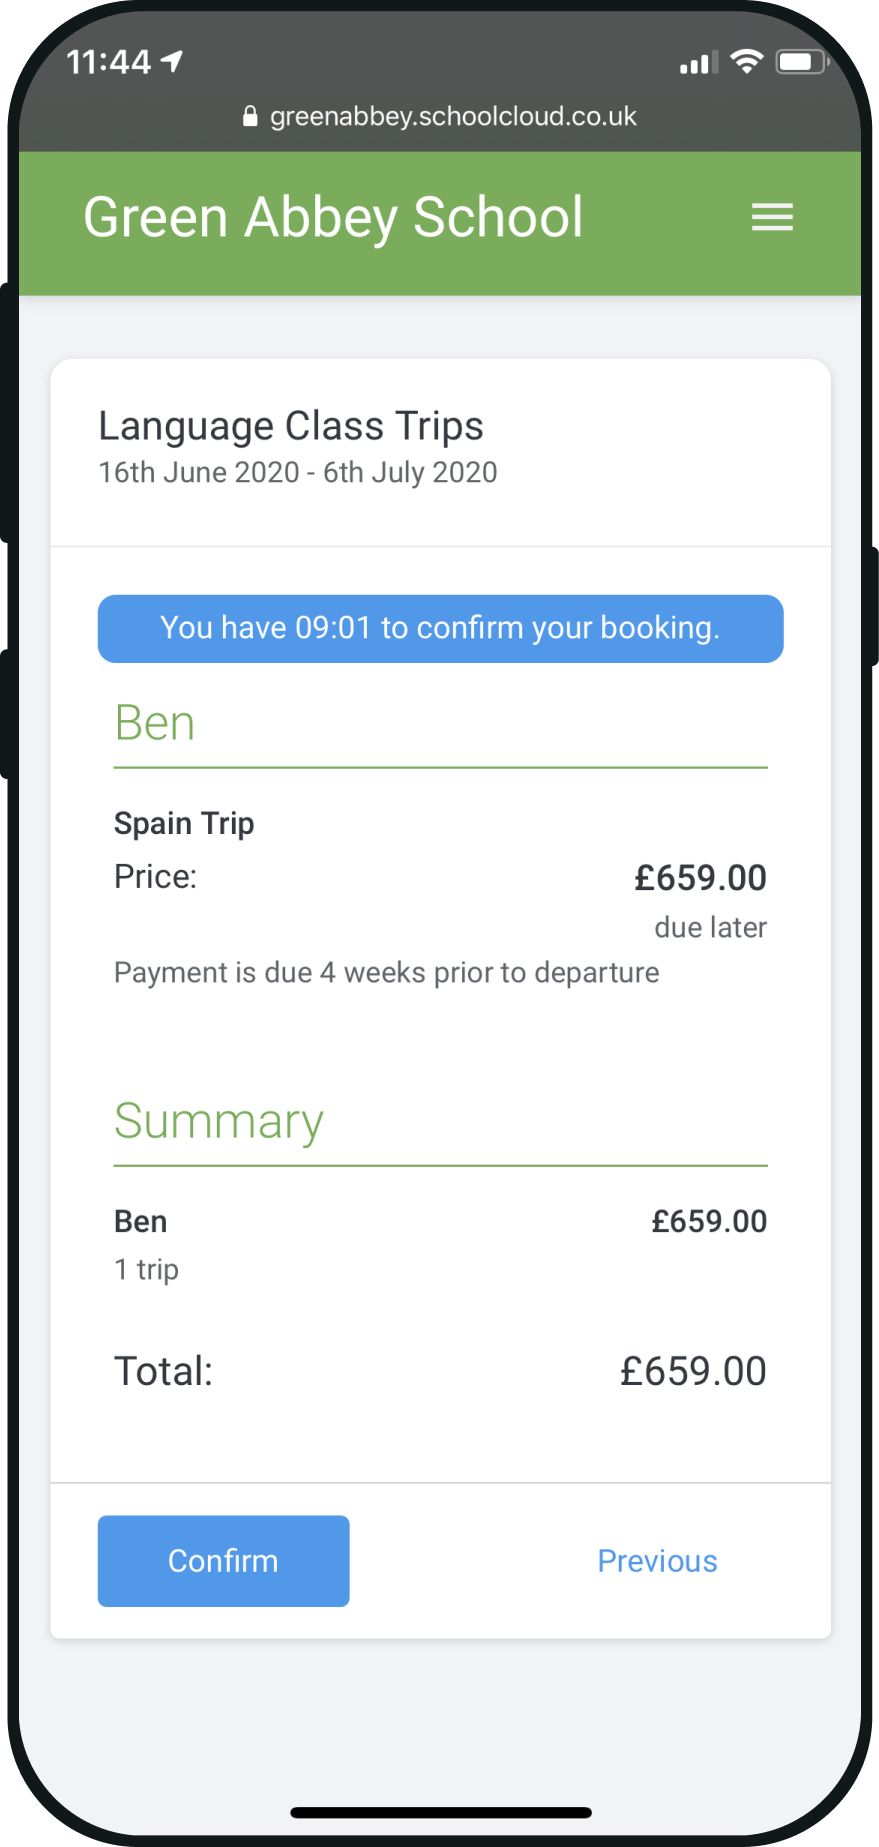 11:44
greenabbey.schoolcloud.co.uk
Green Abbey School
Language Class Trips
16th June 2020 - 6th July 2020
You have 09:01 to confirm your booking.
Ben
Spain Trip
Price: £659.00
due later
Payment is due 4 weeks prior to departure
Summary
Ben £659.00
1 trip
Total: £659.00
Confirm Previous